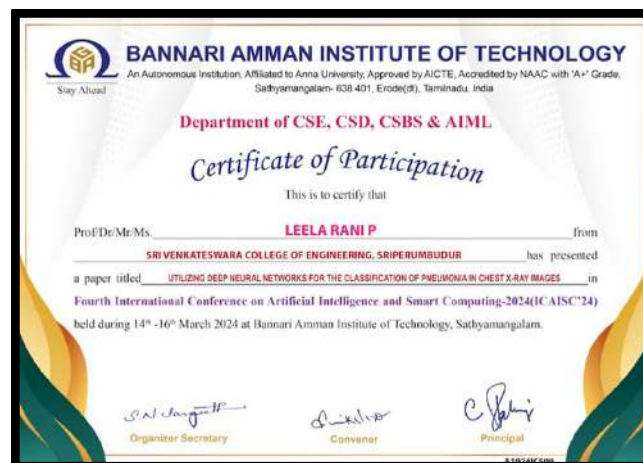 BANNARI AMMAN INSTITUTE OF TECHNOLOGY
An Autonomous Institution, Affiliated to Anna University, Approved by AICTE, Accredited by NAAC with 'A+' Grade,
Stay Ahead
Sathyamangalam- 638 401, Erode(dt), Tamilnadu, India
Department of CSE, CSD, CSBS & AIML
Certificate of Participation
This is to certify that
Prof/Dr/Mr/Ms. LEELA RANI P from
SRI VENKATESWARA COLLEGE OF ENGINEERING, SRIPERUMBUDUR has presented
a paper titled UTILIZING DEEP NEURAL NETWORKS FOR THE CLASSIFICATION OF PNEUMONIA IN CHEST X-RAY IMAGES in
Fourth International Conference on Artificial Intelligence and Smart Computing-2024(ICAISC'24)
held during 14th -16th March 2024 at Bannari Amman Institute of Technology, Sathyamangalam.
Organizer Secretary Convener Principal